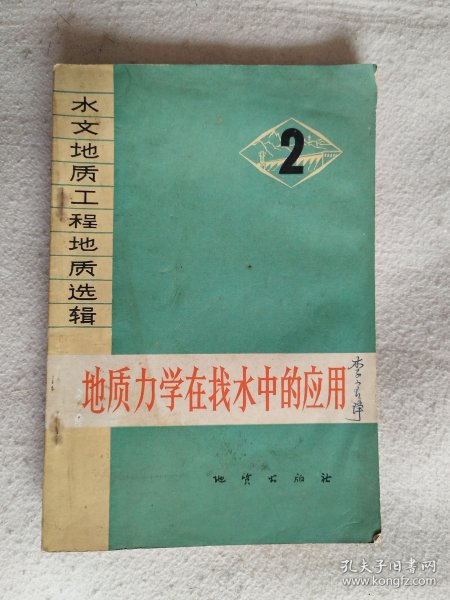 水文地质工程地质选辑
2
地质力学在找水中的应用
地质出版社
孔夫子旧书网
www.kongfz.com